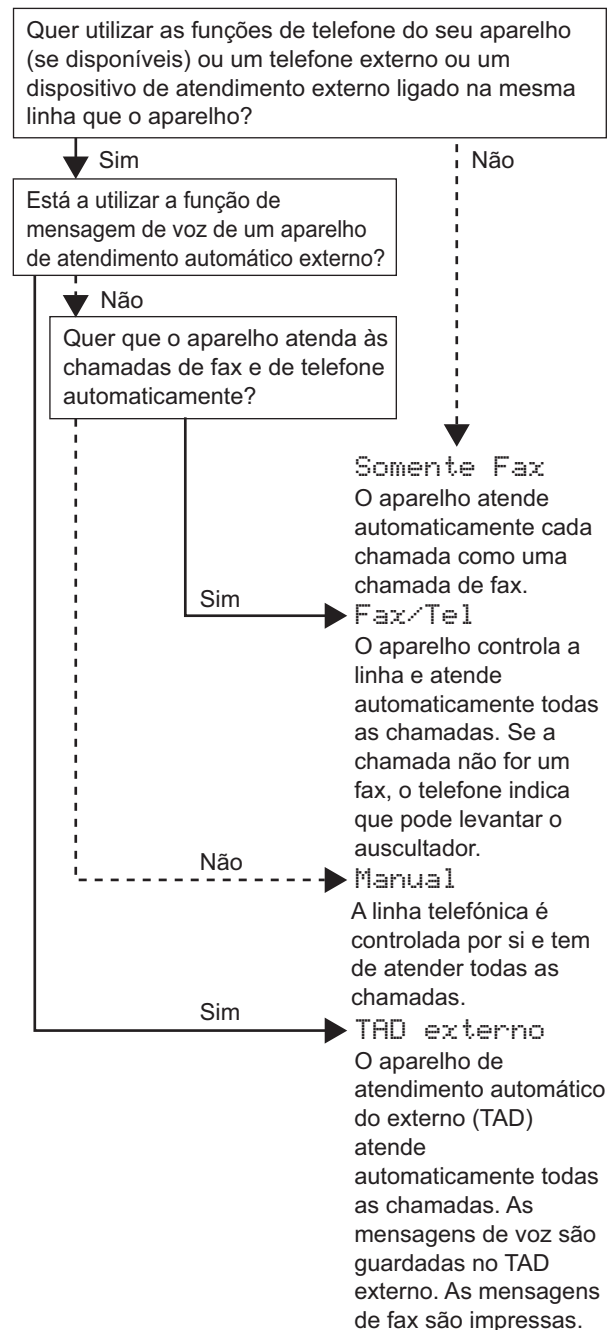 Quer utilizar as funções de telefone do seu aparelho
(se disponíveis) ou um telefone externo ou um
dispositivo de atendimento externo ligado na mesma
linha que o aparelho?
Sim
Não
Está a utilizar a função de
mensagem de voz de um aparelho
de atendimento automático externo?
Não
Quer que o aparelho atenda às
chamadas de fax e de telefone
automaticamente?
Somente Fax
O aparelho atende
automaticamente cada
chamada como uma
chamada de fax.
Sim
Fax/Tel
O aparelho controla a
linha e atende
automaticamente todas
as chamadas. Se a
chamada não for um
fax, o telefone indica
que pode levantar o
auscultador.
Não
Manual
A linha telefónica é
controlada por si e tem
de atender todas as
chamadas.
Sim
TAD externo
O aparelho de
atendimento automático
do externo (TAD)
atende
automaticamente todas
as chamadas. As
mensagens de voz são
guardadas no TAD
externo. As mensagens
de fax são impressas.